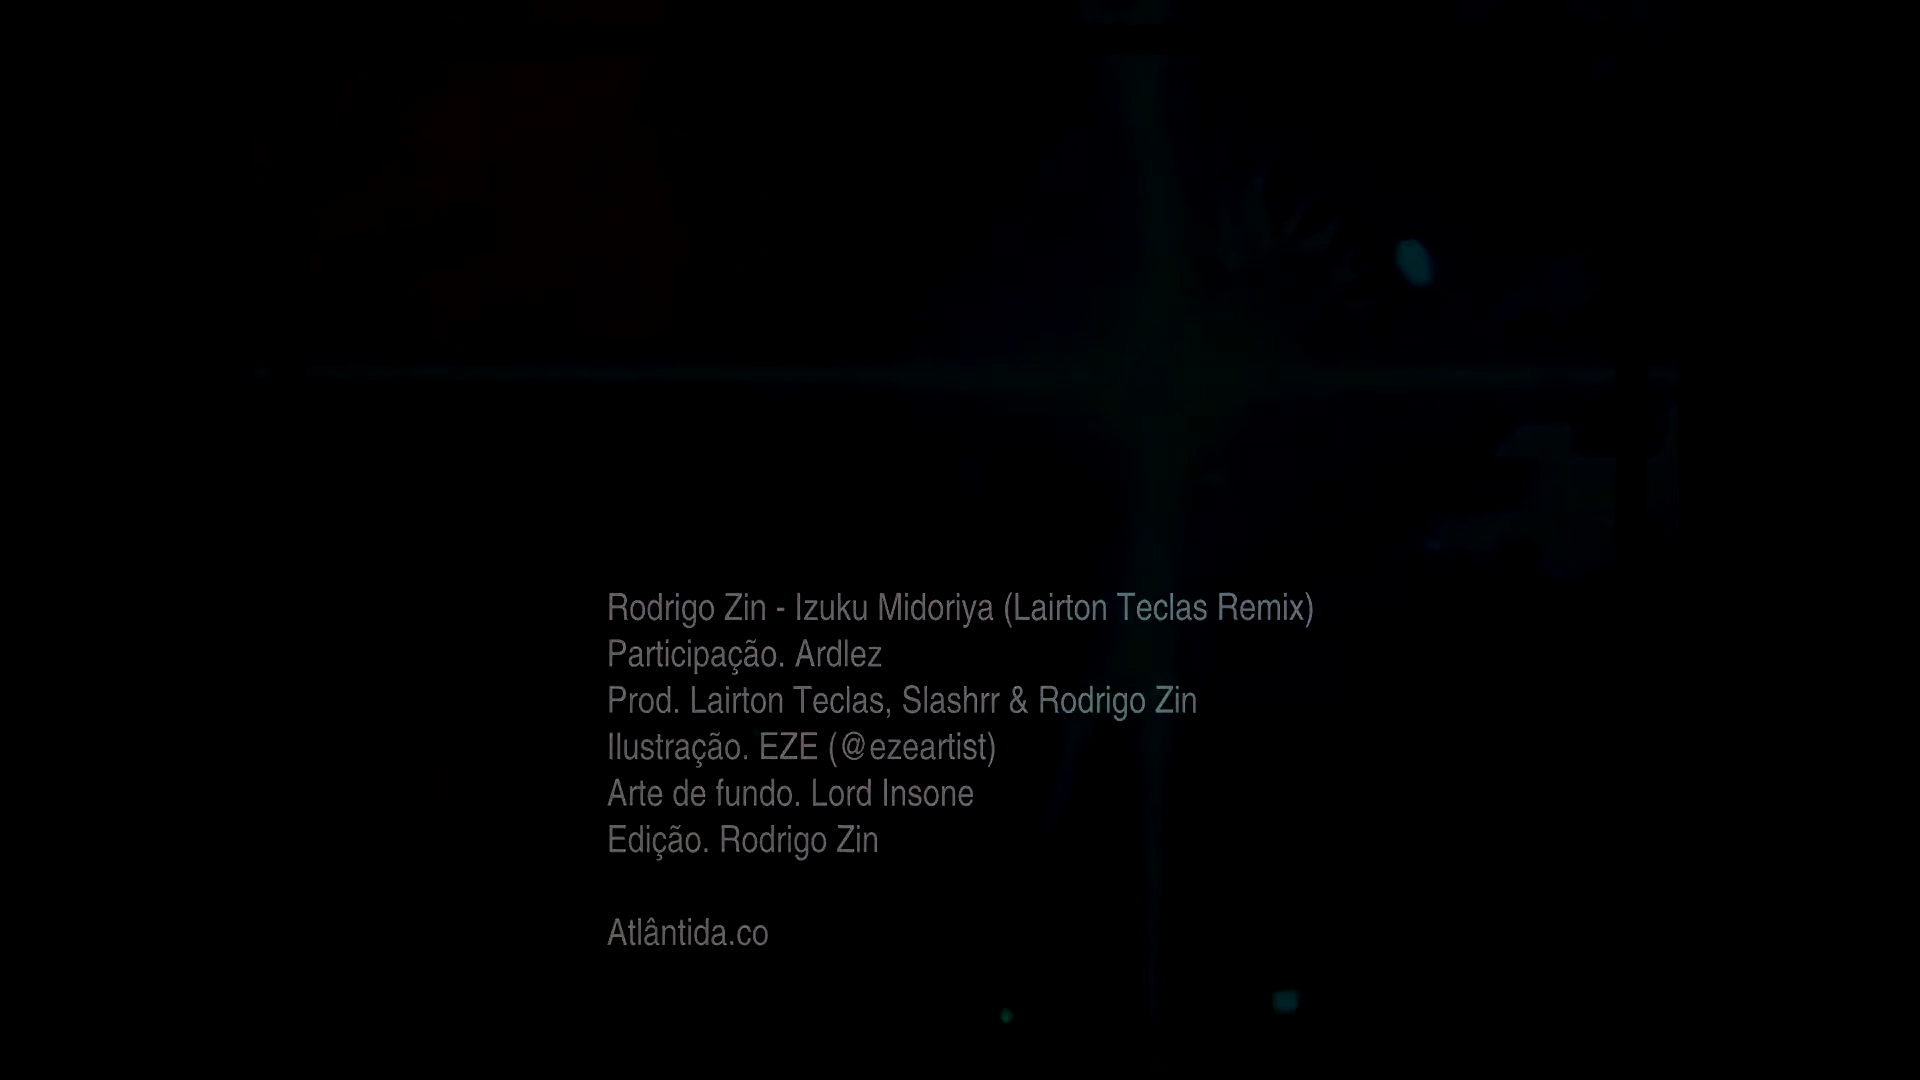 Rodrigo Zin - Izuku Midoriya (Lairton Teclas Remix)
Participação. Ardlez
Prod. Lairton Teclas, Slashrr & Rodrigo Zin
Ilustração. EZE (@ezeartist)
Arte de fundo. Lord Insone
Edição. Rodrigo Zin
Atlântida.co